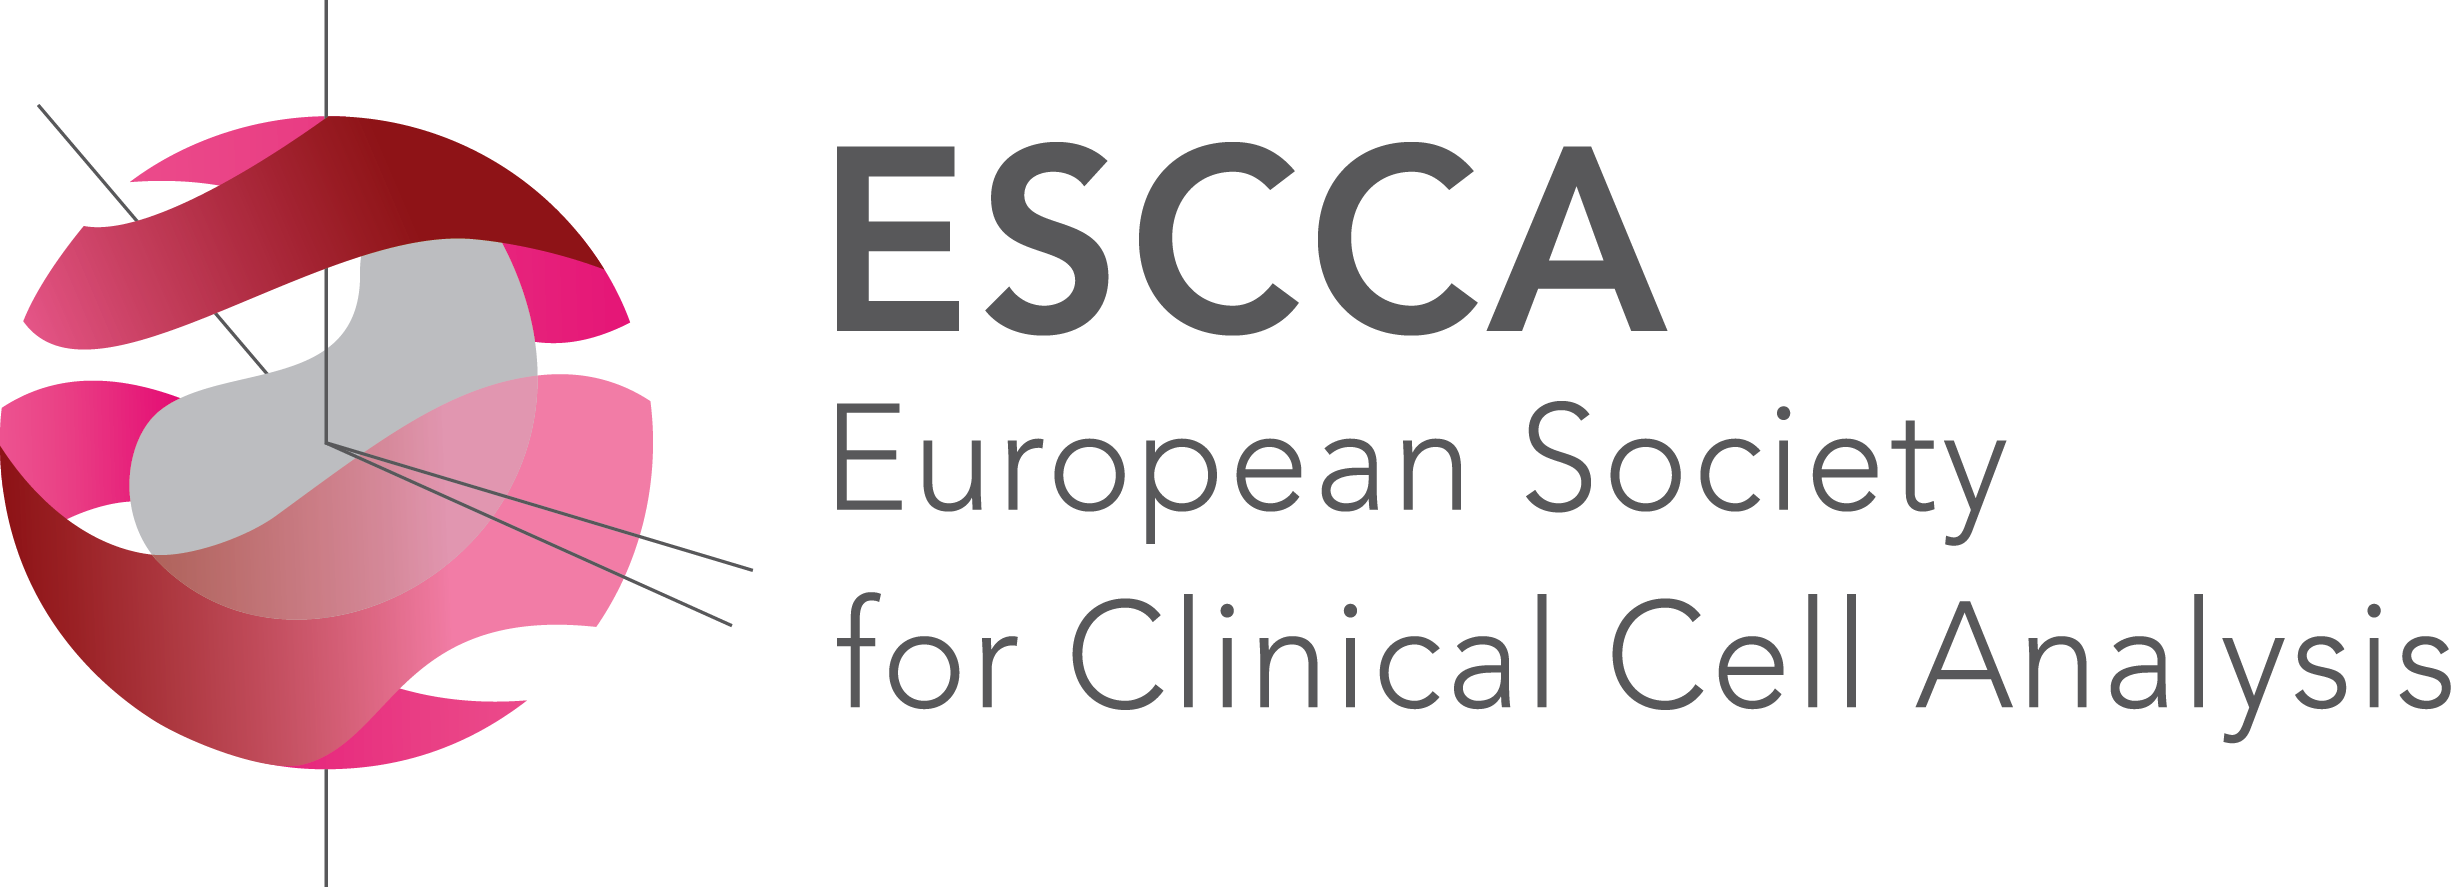 ESCCA
European Society
for Clinical Cell Analysis